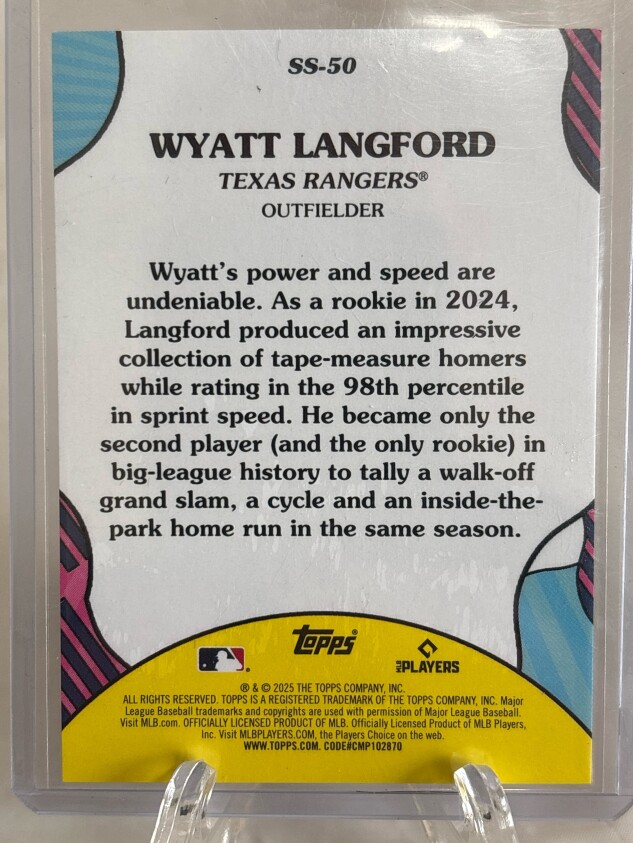 SS-50
WYATT LANGFORD
TEXAS RANGERS®
OUTFIELDER
Wyatt's power and speed are
undeniable. As a rookie in 2024,
Langford produced an impressive
collection of tape-measure homers
while rating in the 98th percentile
in sprint speed. He became only the
second player (and the only rookie) in
big-league history to tally a walk-off
grand slam, a cycle and an inside-the-
park home run in the same season.
topps®
MLB PLAYERS
® & © 2025 THE TOPPS COMPANY, INC.
ALL RIGHTS RESERVED. TOPPS IS A REGISTERED TRADEMARK OF THE TOPPS COMPANY, INC. Major
League Baseball trademarks and copyrights are used with permission of Major League Baseball.
Visit MLB.com. OFFICIALLY LICENSED PRODUCT OF MLB. Officially Licensed Product of MLB Players,
Inc. Visit MLBPLAYERS.COM, the Players Choice on the web.
WWW.TOPPS.COM. CODE#CMP102870